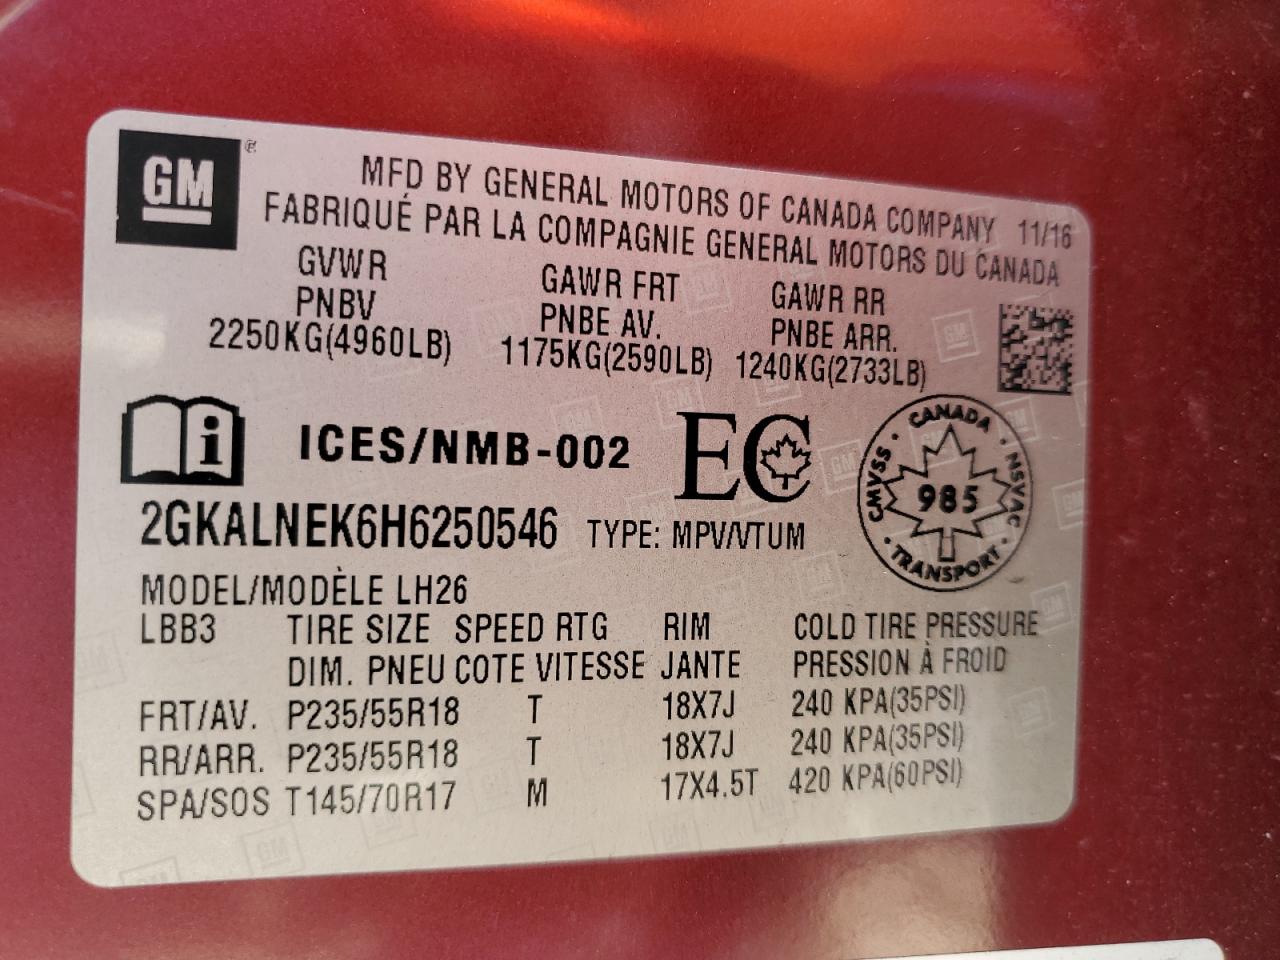 GM
MFD BY GENERAL MOTORS OF CANADA COMPANY 11/16
FABRIQUÉ PAR LA COMPAGNIE GENERAL MOTORS DU CANADA
GVWR GAWR FRT GAWR RR
PNBV PNBE AV. PNBE ARR.
2250KG(4960LB) 1175KG(2590LB) 1240KG(2733LB)
i ICES/NMB-002 EC
CANADA
CMVSS 985 NSVAC
TRANSPORT
2GKALNEK6H6250546 TYPE: MPV/VTUM
MODEL/MODÈLE LH26
LBB3 TIRE SIZE SPEED RTG RIM COLD TIRE PRESSURE
DIM. PNEU COTE VITESSE JANTE PRESSION À FROID
FRT/AV. P235/55R18 T 18X7J 240 KPA(35PSI)
RR/ARR. P235/55R18 T 18X7J 240 KPA(35PSI)
SPA/SOS T145/70R17 M 17X4.5T 420 KPA(60PSI)